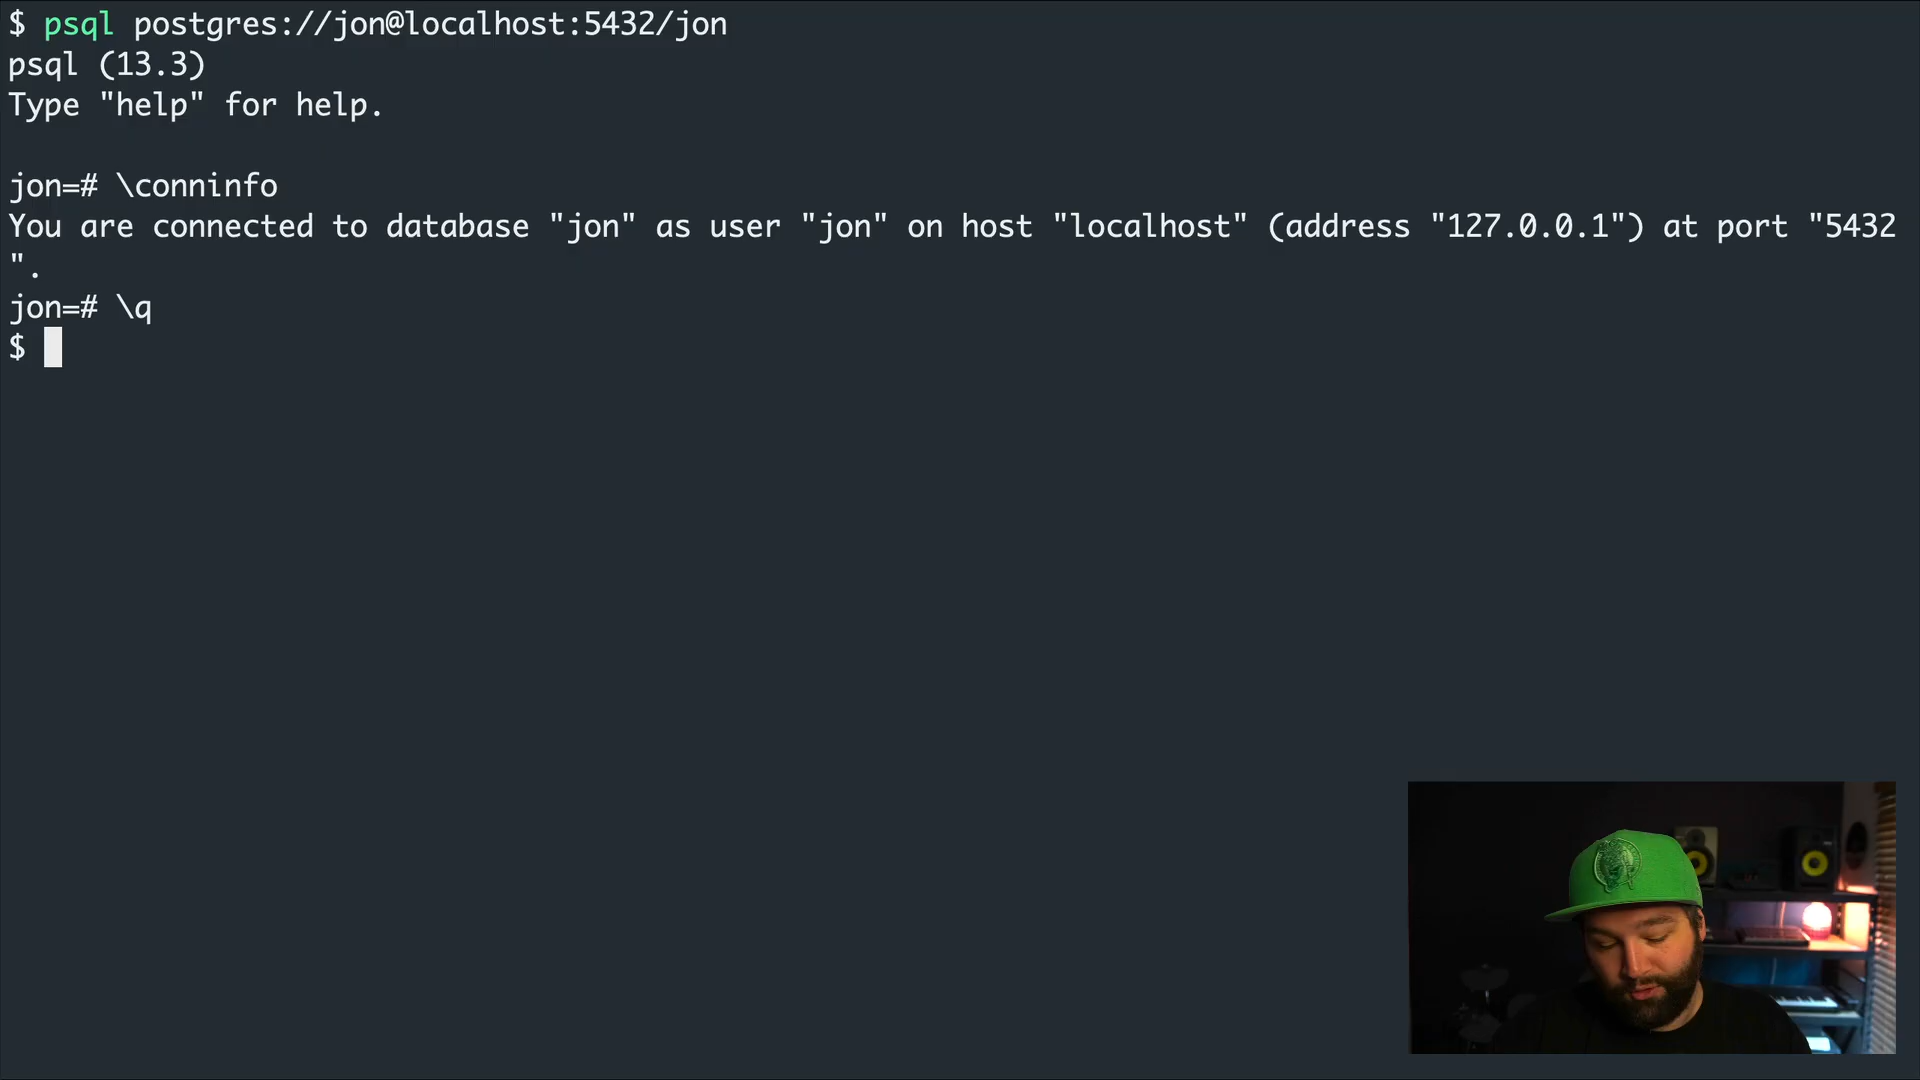 $ psql postgres://jon@localhost:5432/jon
psql (13.3)
Type "help" for help.
jon=# \conninfo
You are connected to database "jon" as user "jon" on host "localhost" (address "127.0.0.1") at port "5432
".
jon=# \q
$